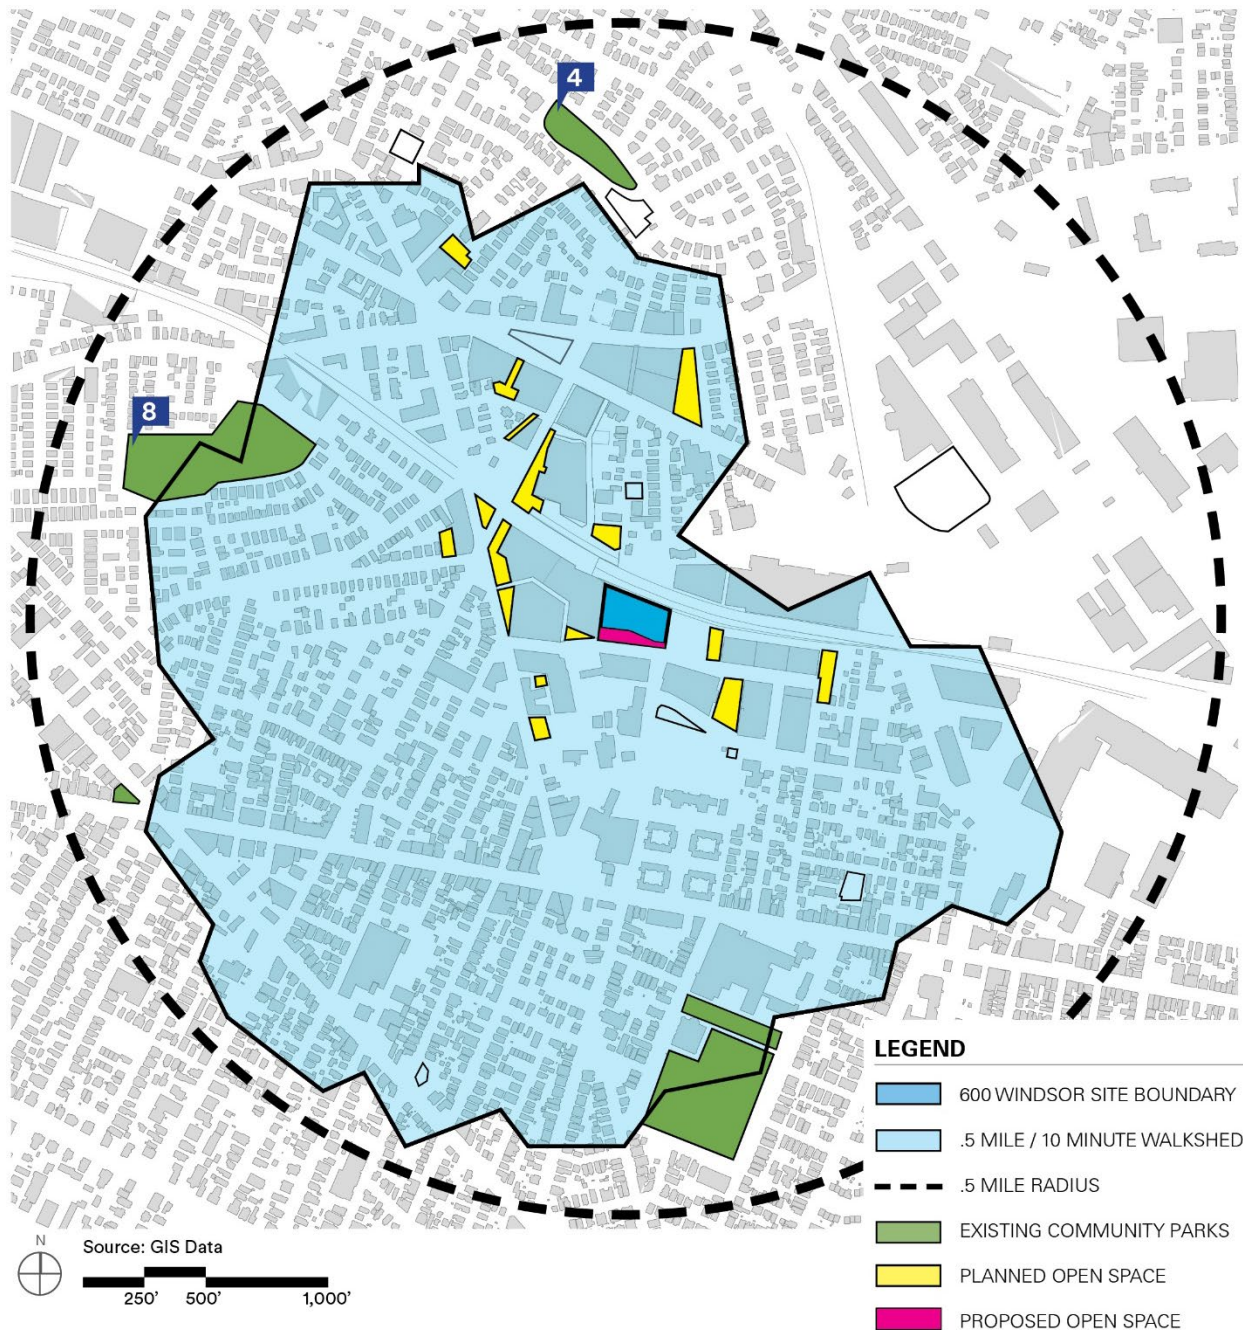 4
8
LEGEND
600 WINDSOR SITE BOUNDARY
.5 MILE / 10 MINUTE WALKSHED
.5 MILE RADIUS
EXISTING COMMUNITY PARKS
PLANNED OPEN SPACE
PROPOSED OPEN SPACE
N
Source: GIS Data
250' 500' 1,000'